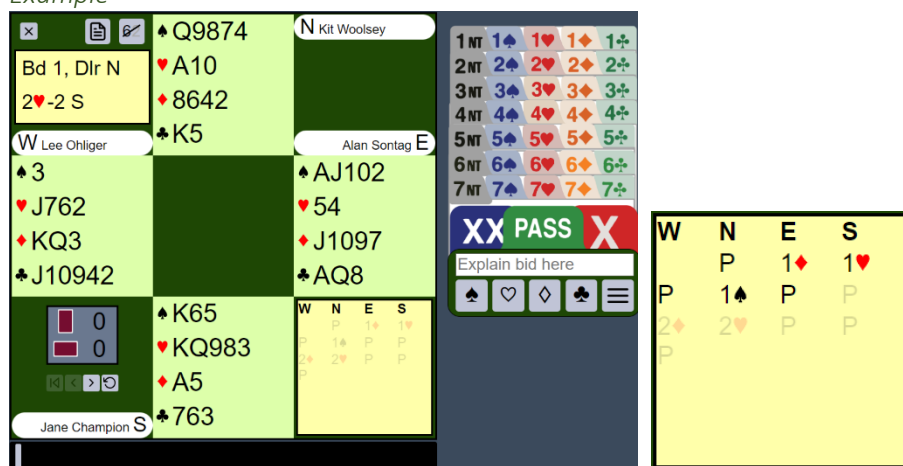 Example
N Kit Woolsey
Bd 1, Dlr N
2♥-2 S
♠Q9874
♥A10
♦8642
♣K5
W Lee Ohliger
Alan Sontag E
♠3
♥J762
♦KQ3
♣J10942
♠AJ102
♥54
♦J1097
♣AQ8
♠K65
♥KQ983
♦A5
♣763
0
0
Jane Champion S
W N E S
P 1♦ 1♥
P 1♠ P P
2♦ 2♥ P P
P
1NT 1♠ 1♥ 1♦ 1♣
2NT 2♠ 2♥ 2♦ 2♣
3NT 3♠ 3♥ 3♦ 3♣
4NT 4♠ 4♥ 4♦ 4♣
5NT 5♠ 5♥ 5♦ 5♣
6NT 6♠ 6♥ 6♦ 6♣
7NT 7♠ 7♥ 7♦ 7♣
XX PASS X
Explain bid here
♠ ♡ ♢ ♣
W N E S
P 1♦ 1♥
P 1♠ P P
2♦ 2♥ P P
P